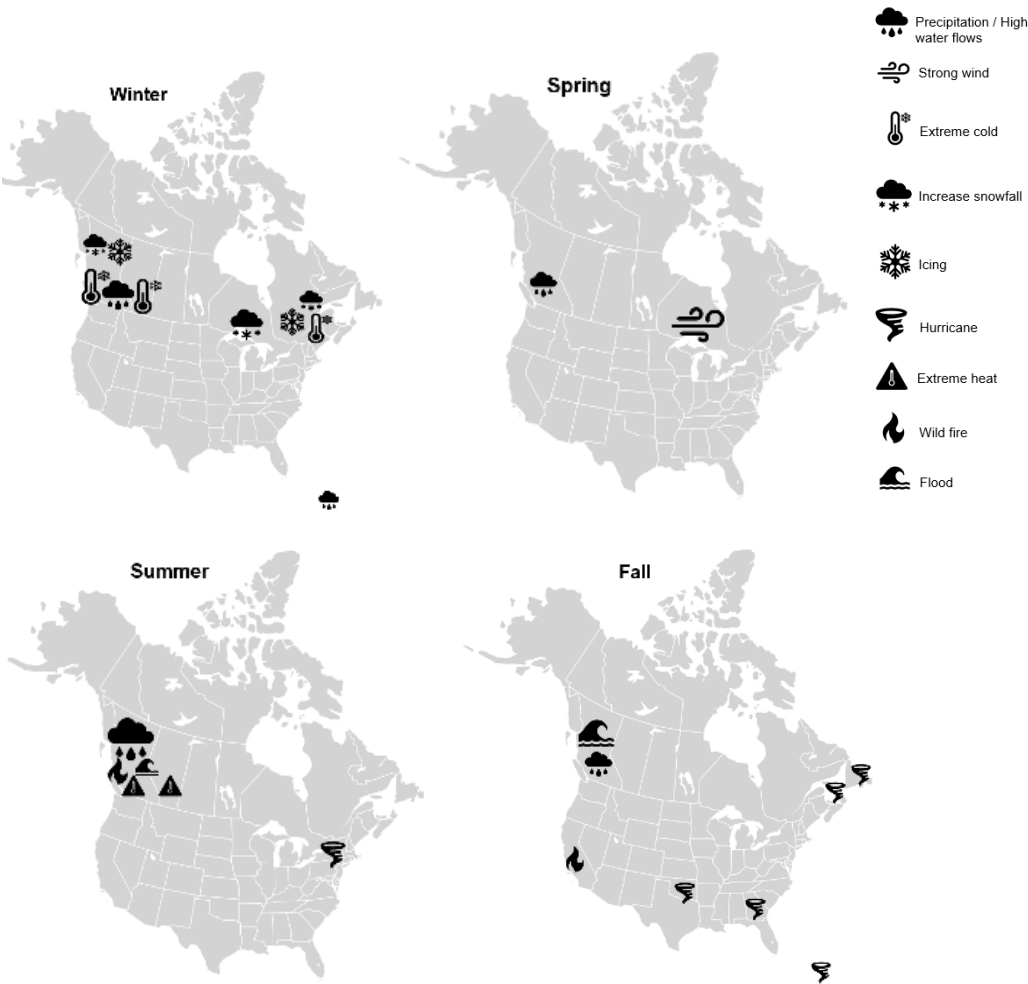 Winter
Spring
Precipitation / High
water flows
Strong wind
Extreme cold
Increase snowfall
Icing
Hurricane
Extreme heat
Wild fire
Flood
Summer
Fall